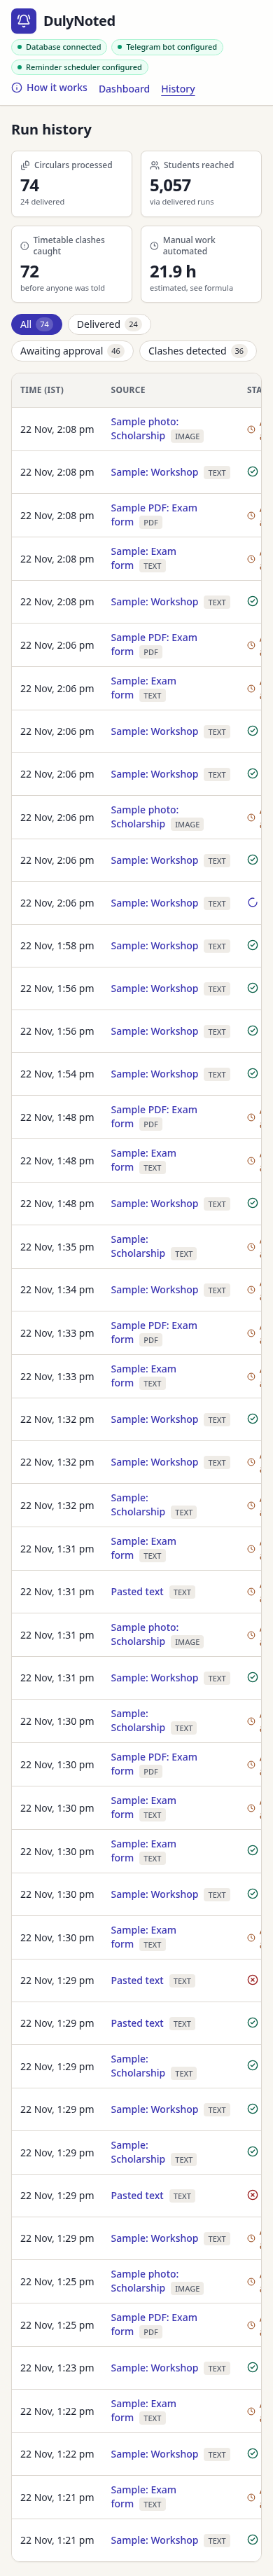 DulyNoted
Database connected Telegram bot configured
Reminder scheduler configured
How it works Dashboard History
Run history
Circulars processed
74
24 delivered
Students reached
5,057
via delivered runs
Timetable clashes
caught
72
before anyone was told
Manual work
automated
21.9 h
estimated, see formula
All 74 Delivered 24
Awaiting approval 46 Clashes detected 36
TIME (IST) SOURCE
22 Nov, 2:08 pm Sample photo:
Scholarship IMAGE
22 Nov, 2:08 pm Sample: Workshop TEXT
22 Nov, 2:08 pm Sample PDF: Exam
form PDF
22 Nov, 2:08 pm Sample: Exam
form TEXT
22 Nov, 2:08 pm Sample: Workshop TEXT
22 Nov, 2:06 pm Sample PDF: Exam
form PDF
22 Nov, 2:06 pm Sample: Exam
form TEXT
22 Nov, 2:06 pm Sample: Workshop TEXT
22 Nov, 2:06 pm Sample: Workshop TEXT
22 Nov, 2:06 pm Sample photo:
Scholarship IMAGE
22 Nov, 2:06 pm Sample: Workshop TEXT
22 Nov, 2:06 pm Sample: Workshop TEXT
22 Nov, 1:58 pm Sample: Workshop TEXT
22 Nov, 1:56 pm Sample: Workshop TEXT
22 Nov, 1:56 pm Sample: Workshop TEXT
22 Nov, 1:54 pm Sample: Workshop TEXT
22 Nov, 1:48 pm Sample PDF: Exam
form PDF
22 Nov, 1:48 pm Sample: Exam
form TEXT
22 Nov, 1:48 pm Sample: Workshop TEXT
22 Nov, 1:35 pm Sample:
Scholarship TEXT
22 Nov, 1:34 pm Sample: Workshop TEXT
22 Nov, 1:33 pm Sample PDF: Exam
form PDF
22 Nov, 1:33 pm Sample: Exam
form TEXT
22 Nov, 1:32 pm Sample: Workshop TEXT
22 Nov, 1:32 pm Sample: Workshop TEXT
22 Nov, 1:32 pm Sample:
Scholarship TEXT
22 Nov, 1:31 pm Sample: Exam
form TEXT
22 Nov, 1:31 pm Pasted text TEXT
22 Nov, 1:31 pm Sample photo:
Scholarship IMAGE
22 Nov, 1:31 pm Sample: Workshop TEXT
22 Nov, 1:30 pm Sample:
Scholarship TEXT
22 Nov, 1:30 pm Sample PDF: Exam
form PDF
22 Nov, 1:30 pm Sample: Exam
form TEXT
22 Nov, 1:30 pm Sample: Exam
form TEXT
22 Nov, 1:30 pm Sample: Workshop TEXT
22 Nov, 1:30 pm Sample: Exam
form TEXT
22 Nov, 1:29 pm Pasted text TEXT
22 Nov, 1:29 pm Pasted text TEXT
22 Nov, 1:29 pm Sample:
Scholarship TEXT
22 Nov, 1:29 pm Sample: Workshop TEXT
22 Nov, 1:29 pm Sample:
Scholarship TEXT
22 Nov, 1:29 pm Pasted text TEXT
22 Nov, 1:29 pm Sample: Workshop TEXT
22 Nov, 1:25 pm Sample photo:
Scholarship IMAGE
22 Nov, 1:25 pm Sample PDF: Exam
form PDF
22 Nov, 1:23 pm Sample: Workshop TEXT
22 Nov, 1:22 pm Sample: Exam
form TEXT
22 Nov, 1:22 pm Sample: Workshop TEXT
22 Nov, 1:21 pm Sample: Exam
form TEXT
22 Nov, 1:21 pm Sample: Workshop TEXT